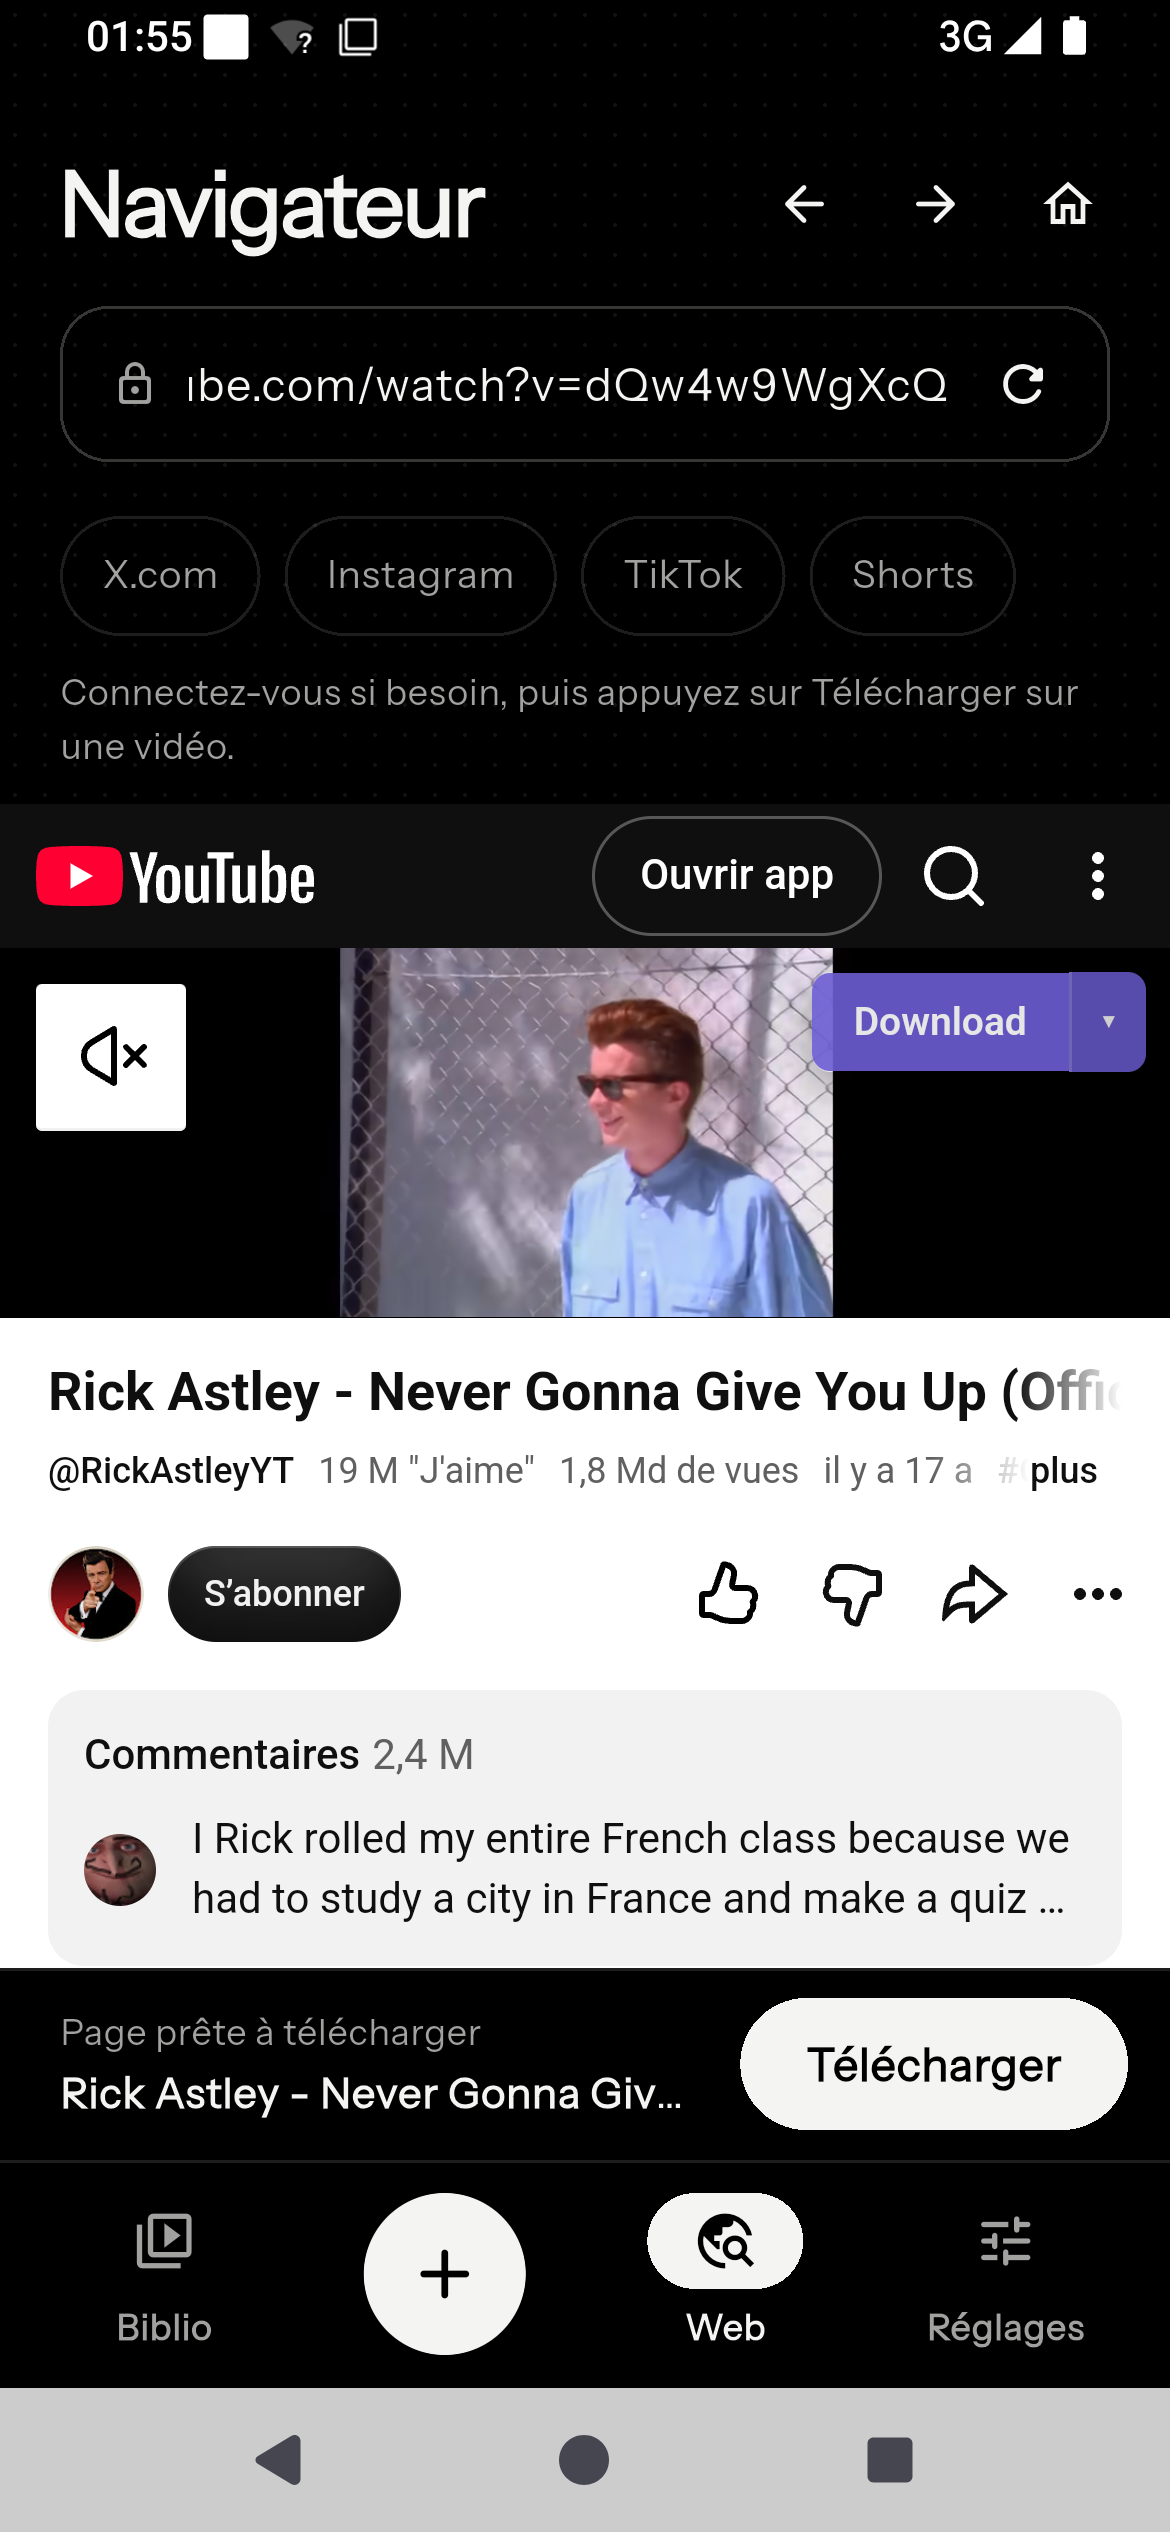 01:55
3G
Navigateur
ibe.com/watch?v=dQw4w9WgXcQ
X.com
Instagram
TikTok
Shorts
Connectez-vous si besoin, puis appuyez sur Télécharger sur
une vidéo.
YouTube
Ouvrir app
Download
Rick Astley - Never Gonna Give You Up (Offic
@RickAstleyYT 19 M "J'aime" 1,8 Md de vues il y a 17 a # plus
S’abonner
Commentaires 2,4 M
I Rick rolled my entire French class because we
had to study a city in France and make a quiz ...
Page prête à télécharger
Rick Astley - Never Gonna Giv...
Télécharger
Biblio
Web
Réglages